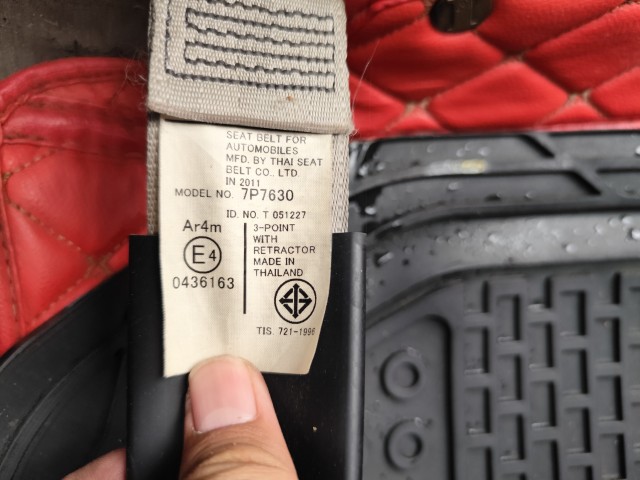 SEAT BELT FOR
AUTOMOBILES
MFD. BY THAI SEAT
BELT CO., LTD
IN 2011
MODEL NO. 7P7630
ID. NO. T 051227
Ar4m
E4
0436163
3-POINT
WITH
RETRACTOR
MADE IN
THAILAND
TIS. 721-1996